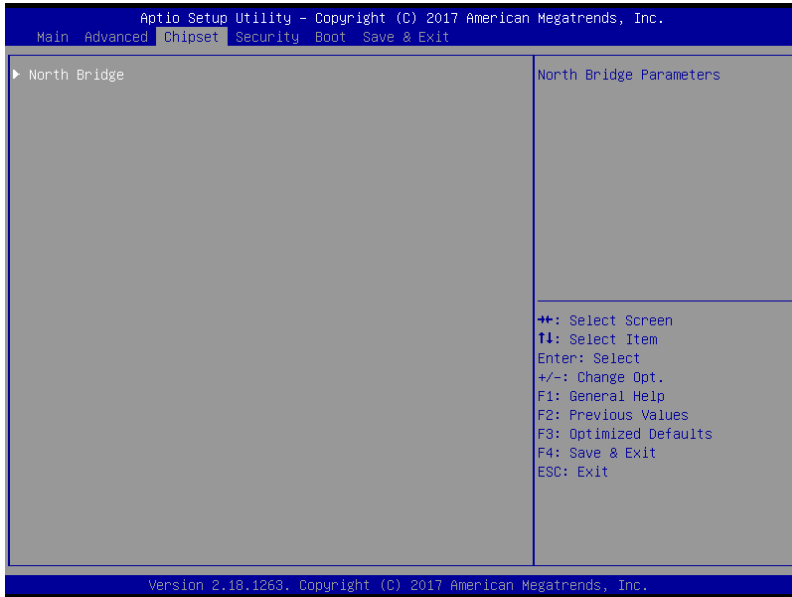 Aptio Setup Utility – Copyright (C) 2017 American Megatrends, Inc.
Main Advanced Chipset Security Boot Save & Exit
▶ North Bridge
North Bridge Parameters
→←: Select Screen
↑↓: Select Item
Enter: Select
+/-: Change Opt.
F1: General Help
F2: Previous Values
F3: Optimized Defaults
F4: Save & Exit
ESC: Exit
Version 2.18.1263. Copyright (C) 2017 American Megatrends, Inc.